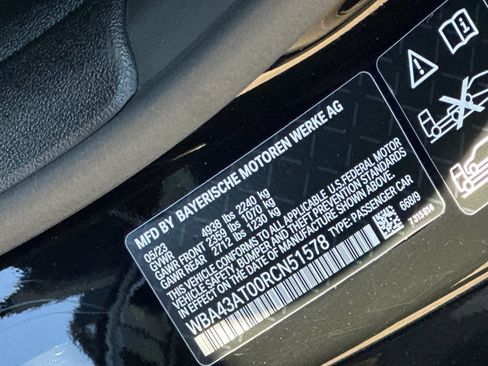 MFD BY BAYERISCHE MOTOREN WERKE AG
05/23
GVWR 4938 lbs 2240 kg
GAWR FRONT lbs 1070 kg
GAWR REAR 2712 lbs 1230 kg
THIS VEHICLE CONFORMS TO ALL APPLICABLE U.S. FEDERAL MOTOR
VEHICLE SAFETY, BUMPER, AND THEFT PREVENTION STANDARDS
IN EFFECT ON THE DATE OF MANUFACTURE SHOWN ABOVE.
WBA43AT00RCN51578 TYPE: PASSENGER CAR
668/9